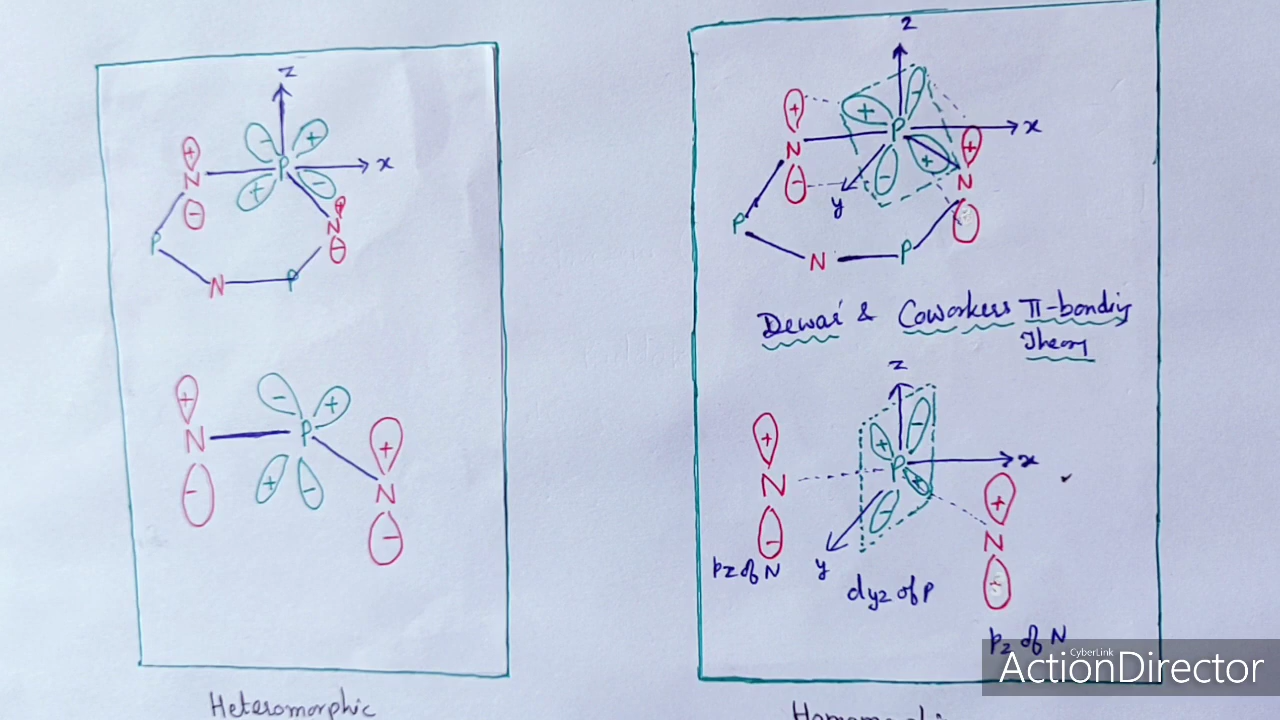 z
+
-
+
P
x
N
+
-
-
+
N
-
-
P
N
P
+
-
+
N
P
+
N
-
+
-
N
-
Heteromorphic
z
-
+
+
P
x
+
N
+
-
-
N
y
P
N
P
Dewar & Coworkers π-bonding
Theory
z
+
+
-
P
x
N
+
+
-
-
N
y
-
pz of N
dyz of P
pz of N
CyberLink
ActionDirector